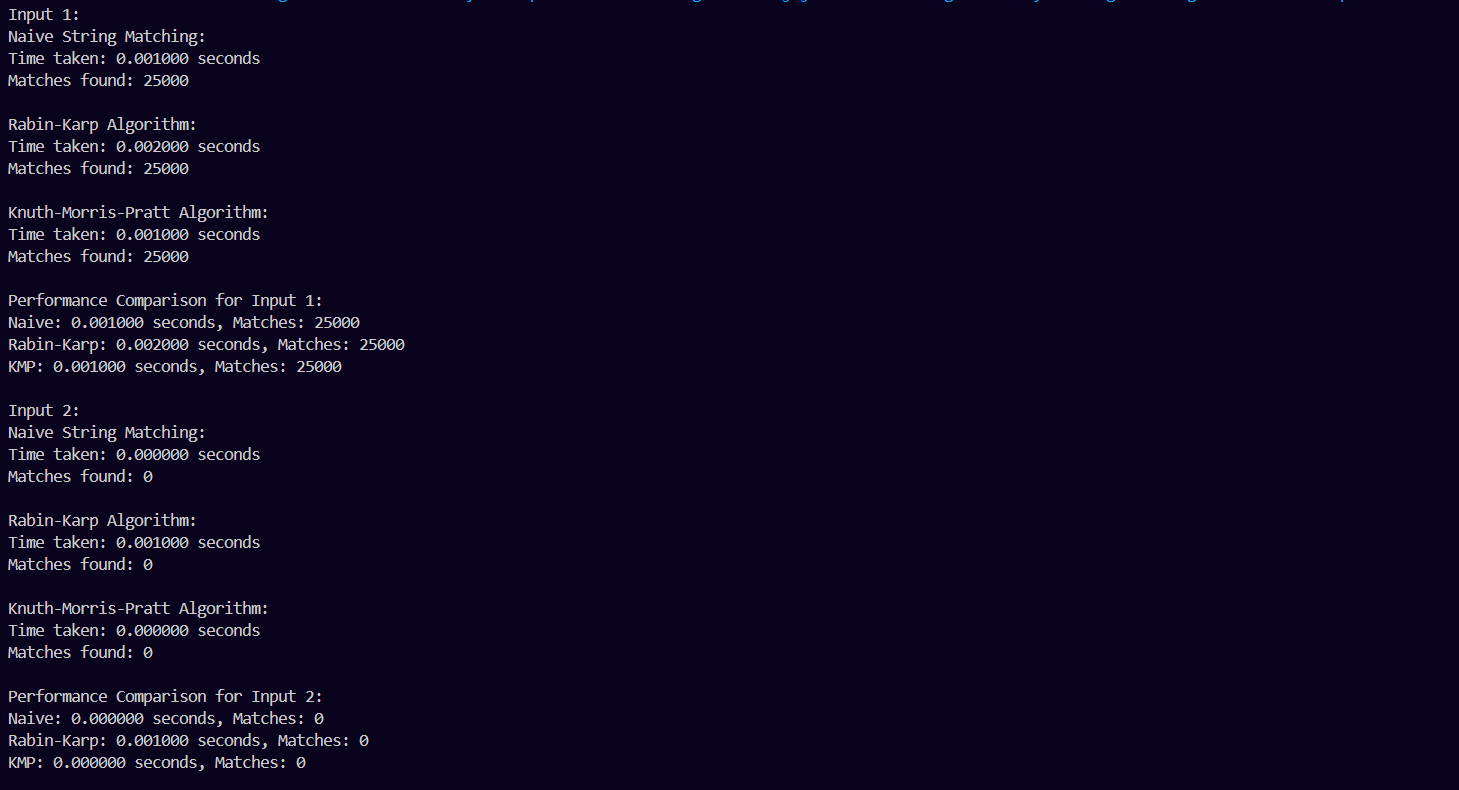 Input 1:
Naive String Matching:
Time taken: 0.001000 seconds
Matches found: 25000
Rabin-Karp Algorithm:
Time taken: 0.002000 seconds
Matches found: 25000
Knuth-Morris-Pratt Algorithm:
Time taken: 0.001000 seconds
Matches found: 25000
Performance Comparison for Input 1:
Naive: 0.001000 seconds, Matches: 25000
Rabin-Karp: 0.002000 seconds, Matches: 25000
KMP: 0.001000 seconds, Matches: 25000
Input 2:
Naive String Matching:
Time taken: 0.000000 seconds
Matches found: 0
Rabin-Karp Algorithm:
Time taken: 0.001000 seconds
Matches found: 0
Knuth-Morris-Pratt Algorithm:
Time taken: 0.000000 seconds
Matches found: 0
Performance Comparison for Input 2:
Naive: 0.000000 seconds, Matches: 0
Rabin-Karp: 0.001000 seconds, Matches: 0
KMP: 0.000000 seconds, Matches: 0